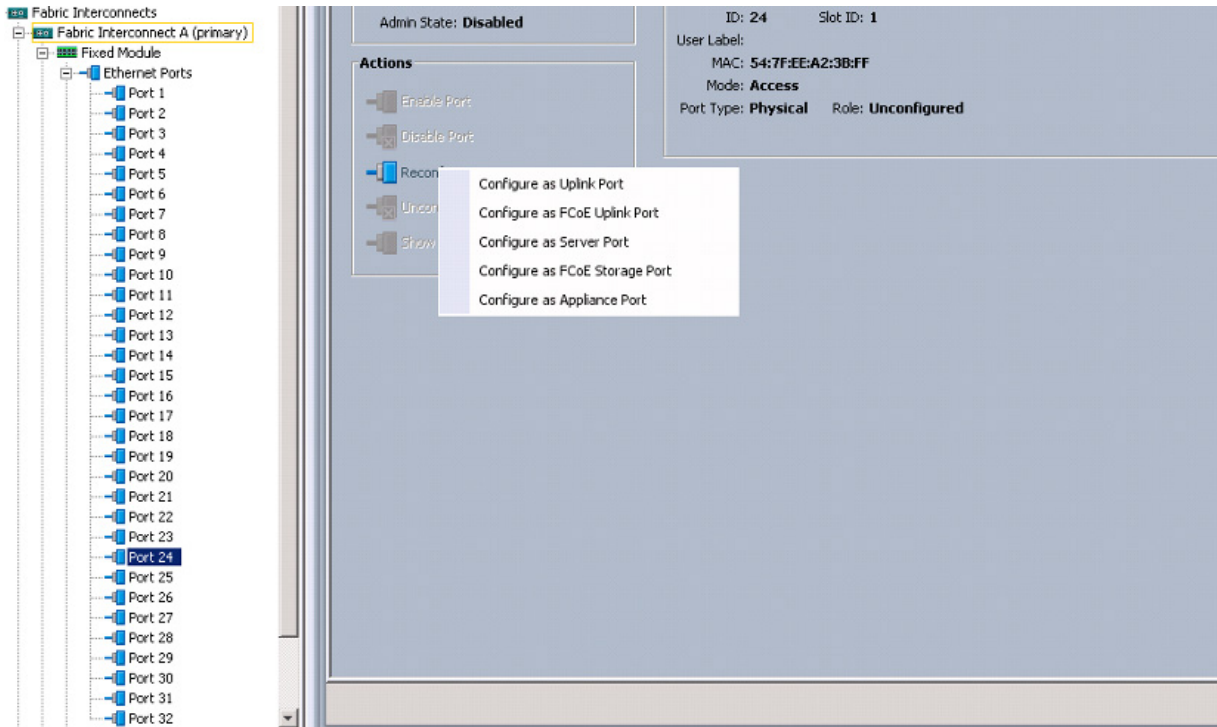 Fabric Interconnects
Fabric Interconnect A (primary)
Fixed Module
Ethernet Ports
Port 1
Port 2
Port 3
Port 4
Port 5
Port 6
Port 7
Port 8
Port 9
Port 10
Port 11
Port 12
Port 13
Port 14
Port 15
Port 16
Port 17
Port 18
Port 19
Port 20
Port 21
Port 22
Port 23
Port 24
Port 25
Port 26
Port 27
Port 28
Port 29
Port 30
Port 31
Port 32
Admin State: Disabled
Actions
Enable Port
Disable Port
Recon
Uncon
Show
Configure as Uplink Port
Configure as FCoE Uplink Port
Configure as Server Port
Configure as FCoE Storage Port
Configure as Appliance Port
ID: 24 Slot ID: 1
User Label:
MAC: 54:7F:EE:A2:3B:FF
Mode: Access
Port Type: Physical Role: Unconfigured